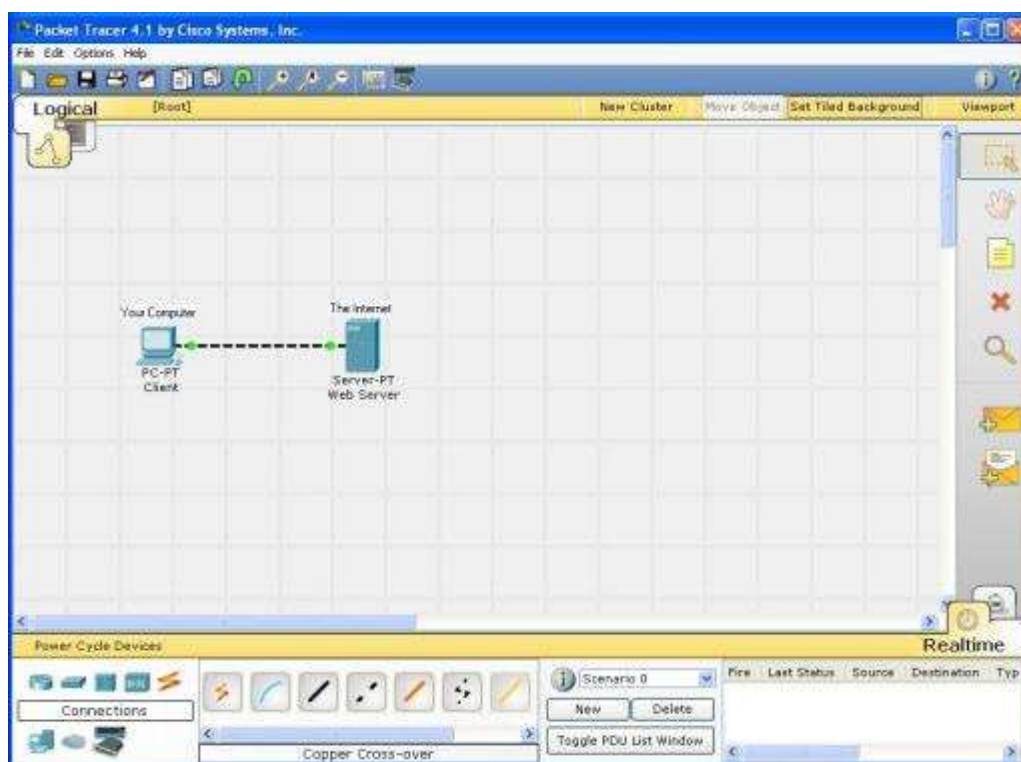 Packet Tracer 4.1 by Cisco Systems, Inc.
File Edit Options Help
Logical [Root] New Cluster Move Object Set Tiled Background Viewport
Your Computer
The Internet
PC-PT
Client
Server-PT
Web Server
Power Cycle Devices
Realtime
Connections
Copper Cross-over
Scenario 0
New Delete
Toggle PDU List Window
Fire Last Status Source Destination Typ